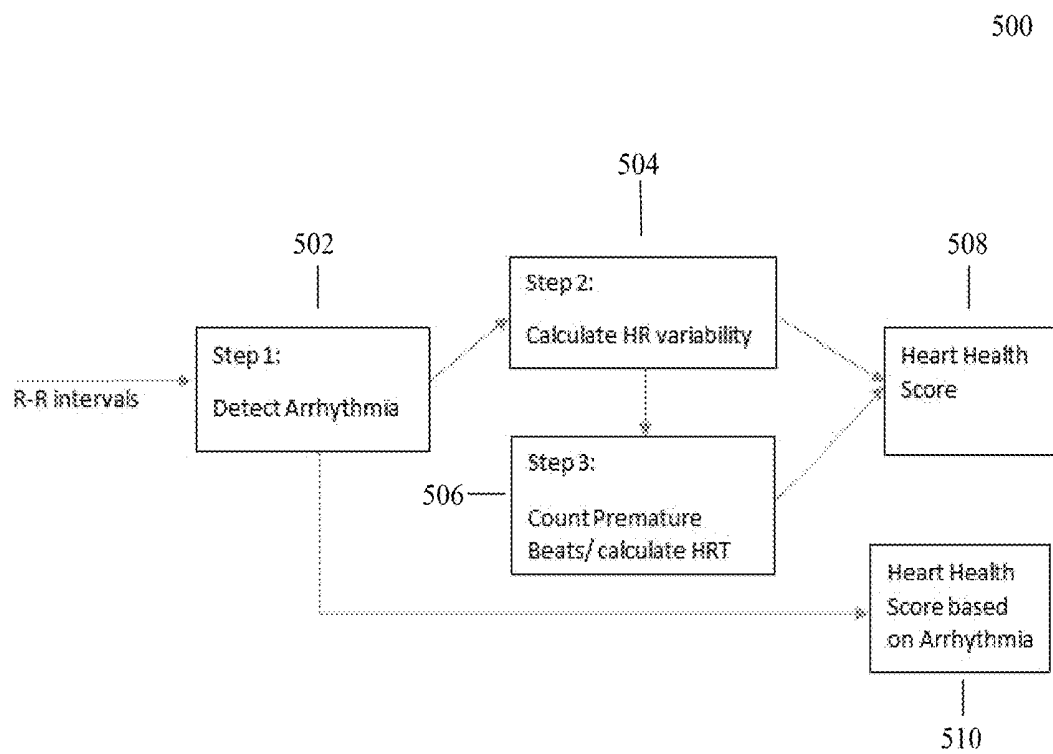 500
504
502
508
Step 2:
Calculate HR variability
Step 1:
Detect Arrhythmia
R-R intervals
Heart Health
Score
Step 3:
506
Count Premature
Beats/ calculate HRT
Heart Health
Score based
on Arrhythmia
510